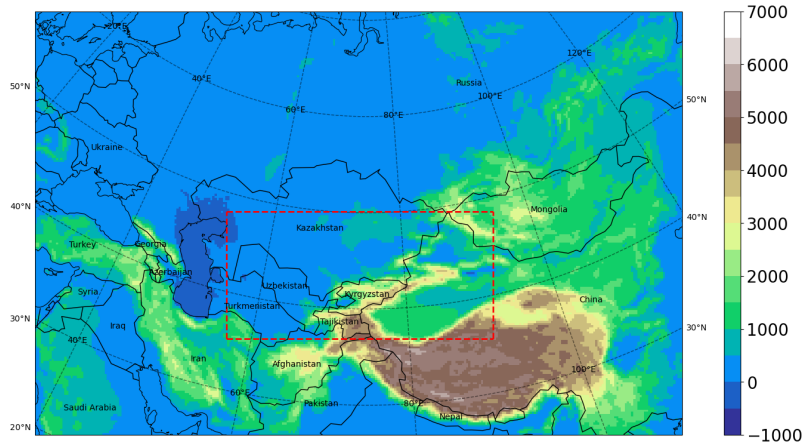 20°E
120°E
7000
40°E
Russia
50°N
60°E
80°E
100°E
50°N
6000
Ukraine
5000
40°N
Kazakhstan
Mongolia
40°N
4000
Turkey
Georgia
Azerbaijan
3000
Syria
Uzbekistan
Kyrgyzstan
China
2000
Turkmenistan
30°N
Iraq
Tajikistan
30°N
1000
40°E
Iran
Afghanistan
100°E
0
60°E
Saudi Arabia
Pakistan
80°E
Nepal
20°N
−1000